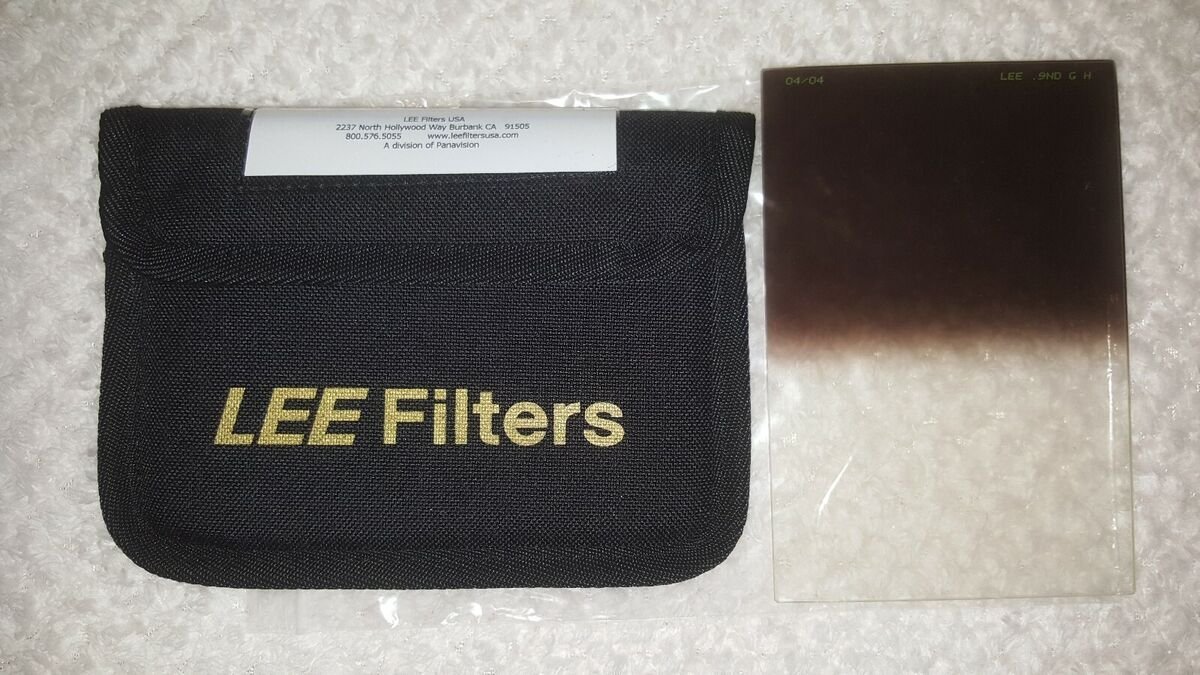 LEE Filters USA
2237 North Hollywood Way Burbank CA 91505
800.576.5055 www.leefiltersusa.com
A division of Panavision
LEE Filters
04/04 LEE .9ND G H